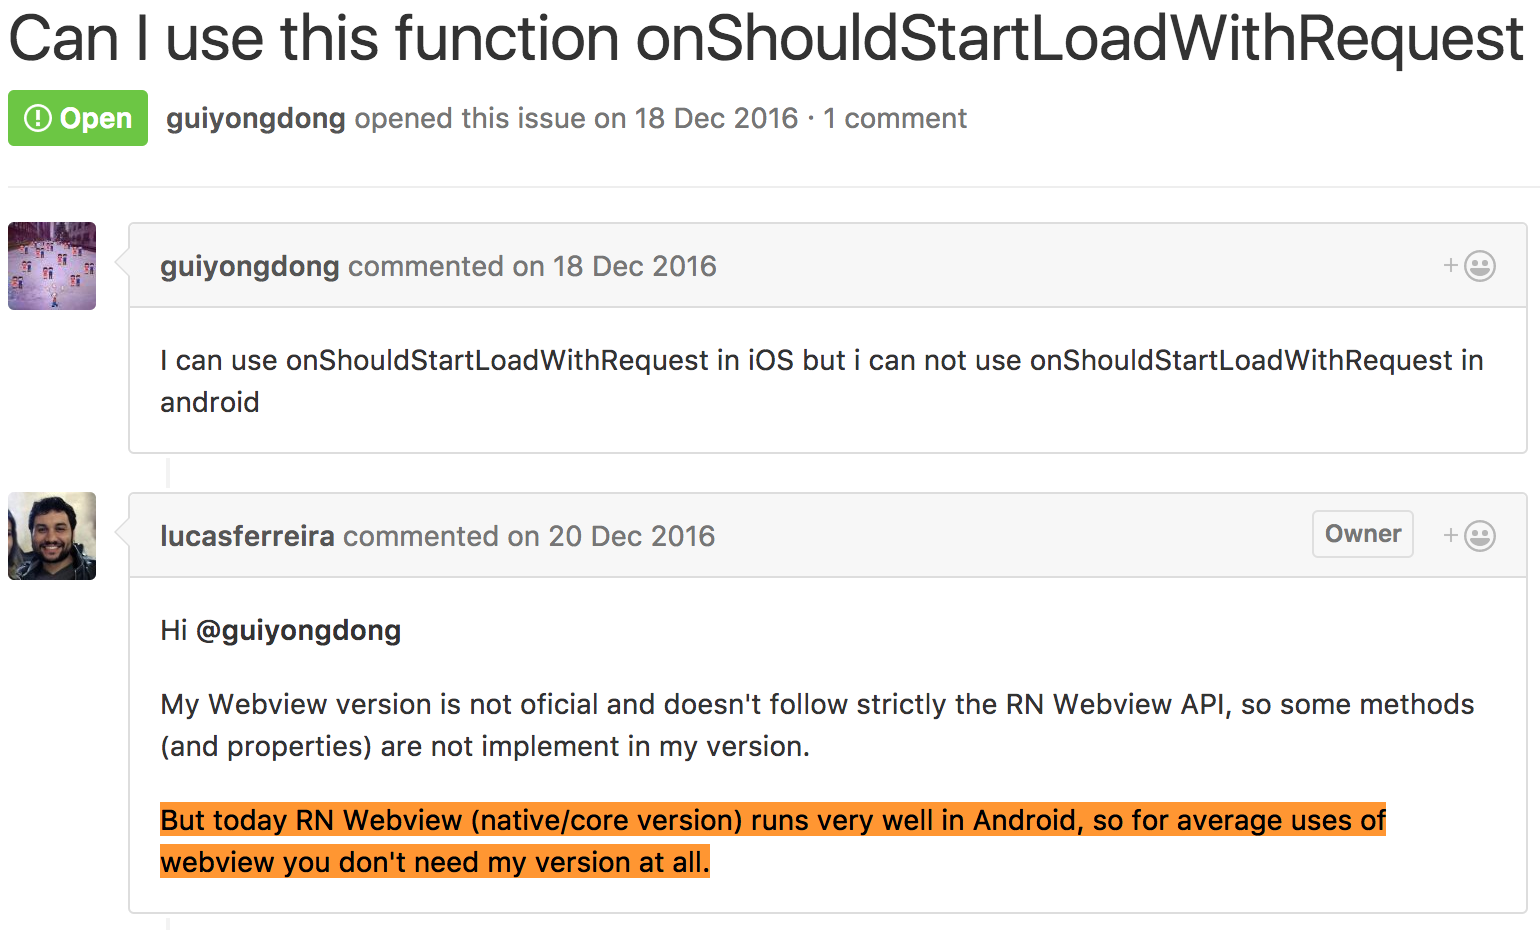 Can I use this function onShouldStartLoadWithRequest
Open guiyongdong opened this issue on 18 Dec 2016 · 1 comment
guiyongdong commented on 18 Dec 2016
I can use onShouldStartLoadWithRequest in iOS but i can not use onShouldStartLoadWithRequest in
android
lucasferreira commented on 20 Dec 2016 Owner
Hi @guiyongdong
My Webview version is not oficial and doesn't follow strictly the RN Webview API, so some methods
(and properties) are not implement in my version.
But today RN Webview (native/core version) runs very well in Android, so for average uses of
webview you don't need my version at all.